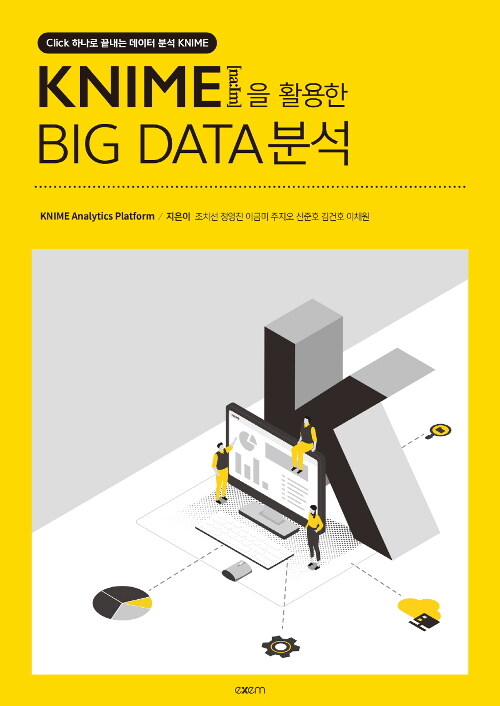 Click 하나로 끝내는 데이터 분석 KNIME
KNIME[naɪm]을 활용한
BIG DATA 분석
KNIME Analytics Platform / 지은이 조치선 정영진 이금미 주지오 신준호 김건호 이채원
exem